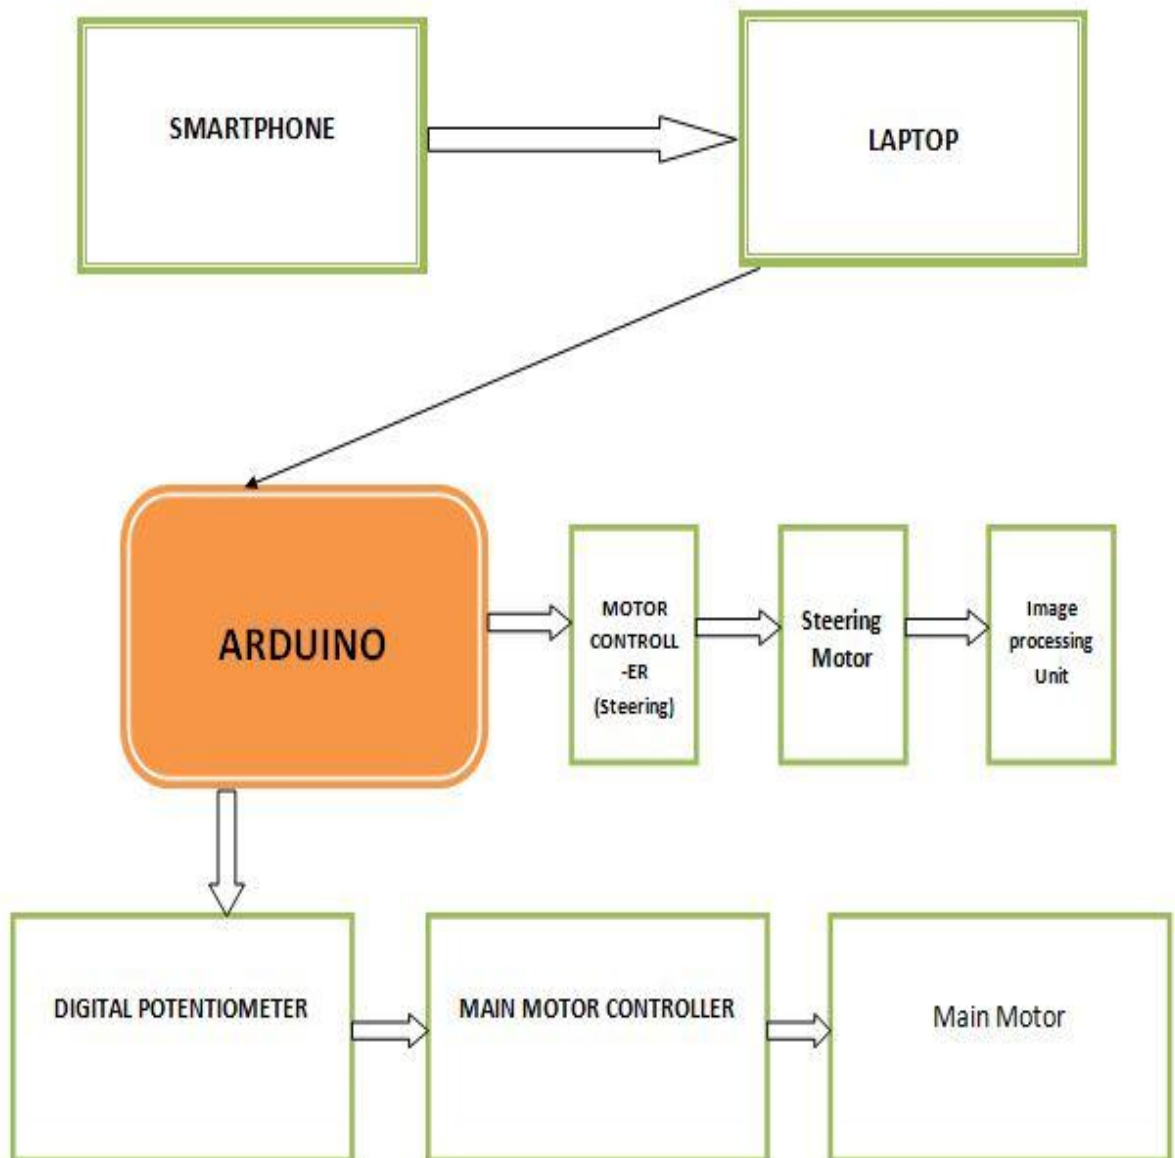 SMARTPHONE
LAPTOP
ARDUINO
MOTOR
CONTROLL
-ER
(Steering)
Steering
Motor
Image
processing
Unit
DIGITAL POTENTIOMETER
MAIN MOTOR CONTROLLER
Main Motor